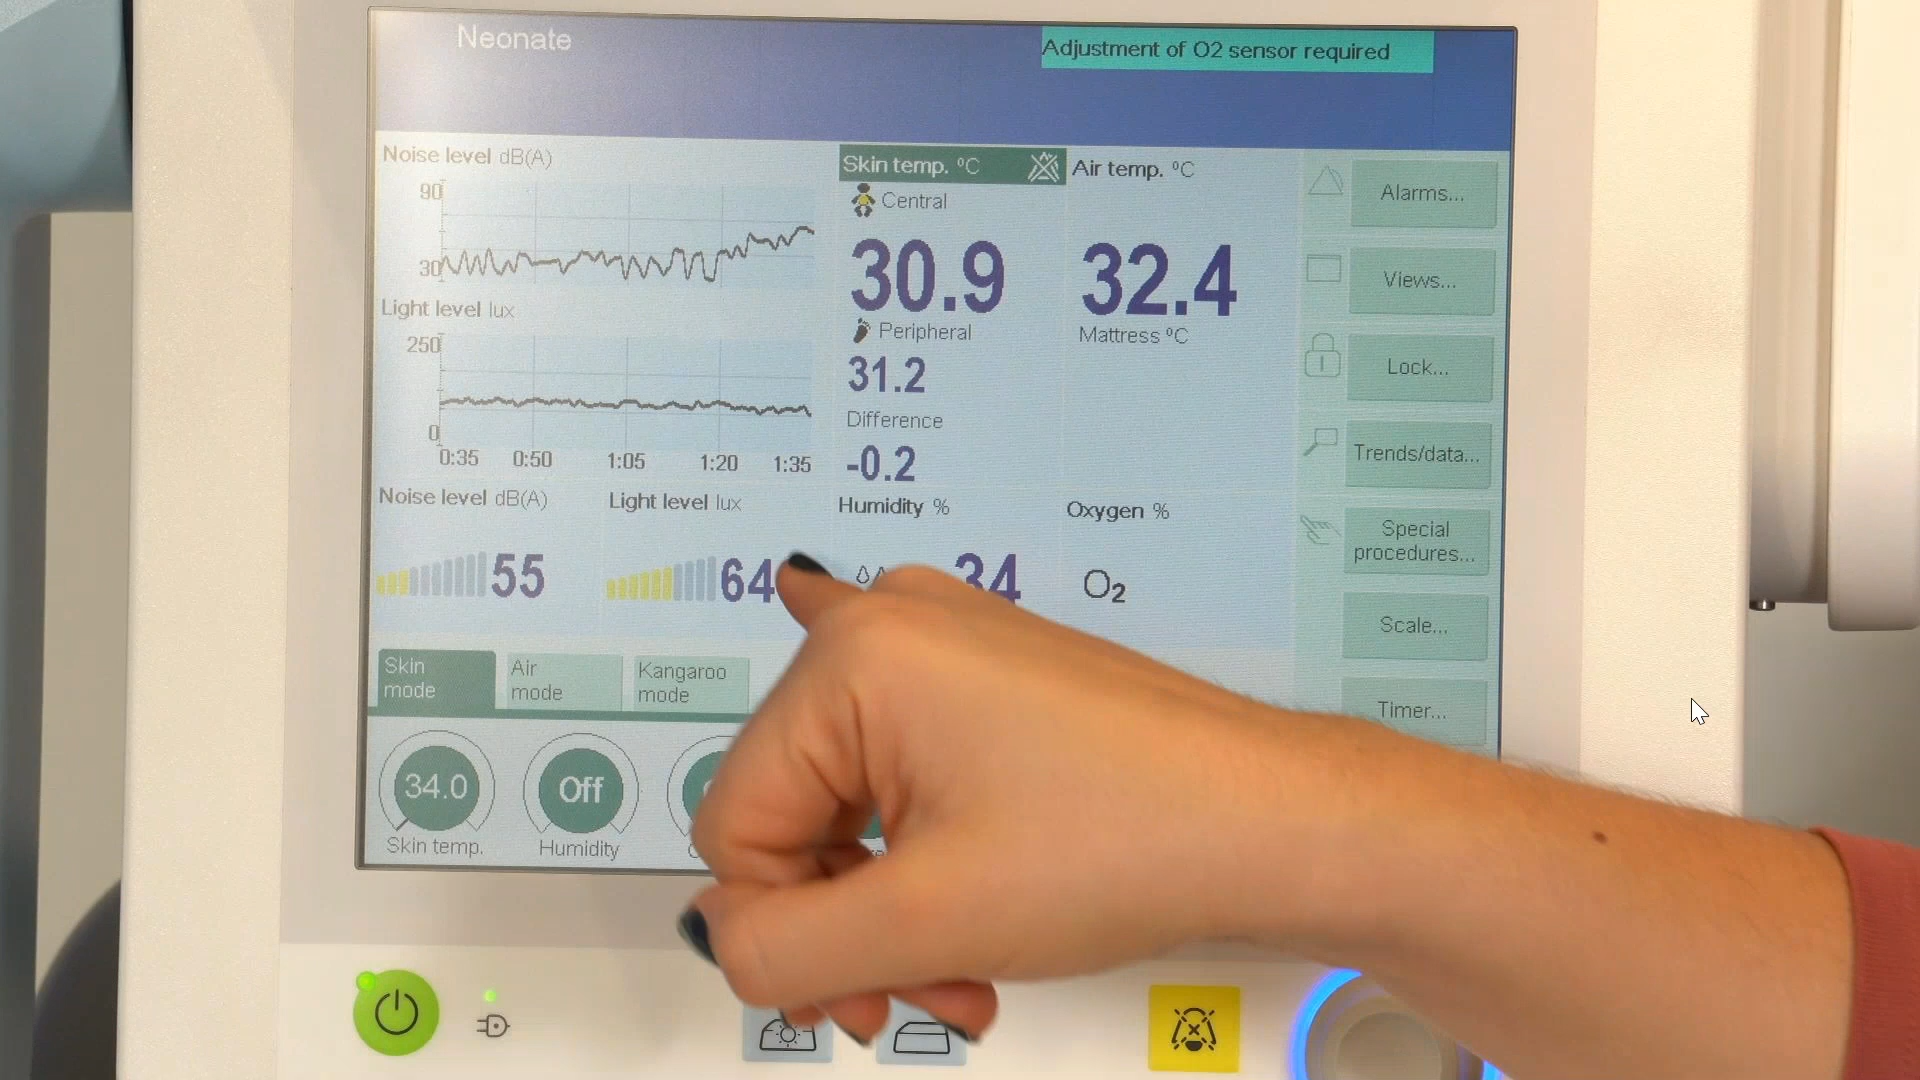 Neonate
Adjustment of O2 sensor required
Noise level dB(A)
90
30
Light level lux
250
0
0:35 0:50 1:05 1:20 1:35
Skin temp. ºC
Central
30.9
Peripheral
31.2
Difference
-0.2
Air temp. ºC
32.4
Mattress ºC
Noise level dB(A)
55
Light level lux
64
Humidity %
34
Oxygen %
O2
Alarms...
Views...
Lock...
Trends/data...
Special
procedures...
Scale...
Timer...
Skin
mode
Air
mode
Kangaroo
mode
34.0
Skin temp.
Off
Humidity